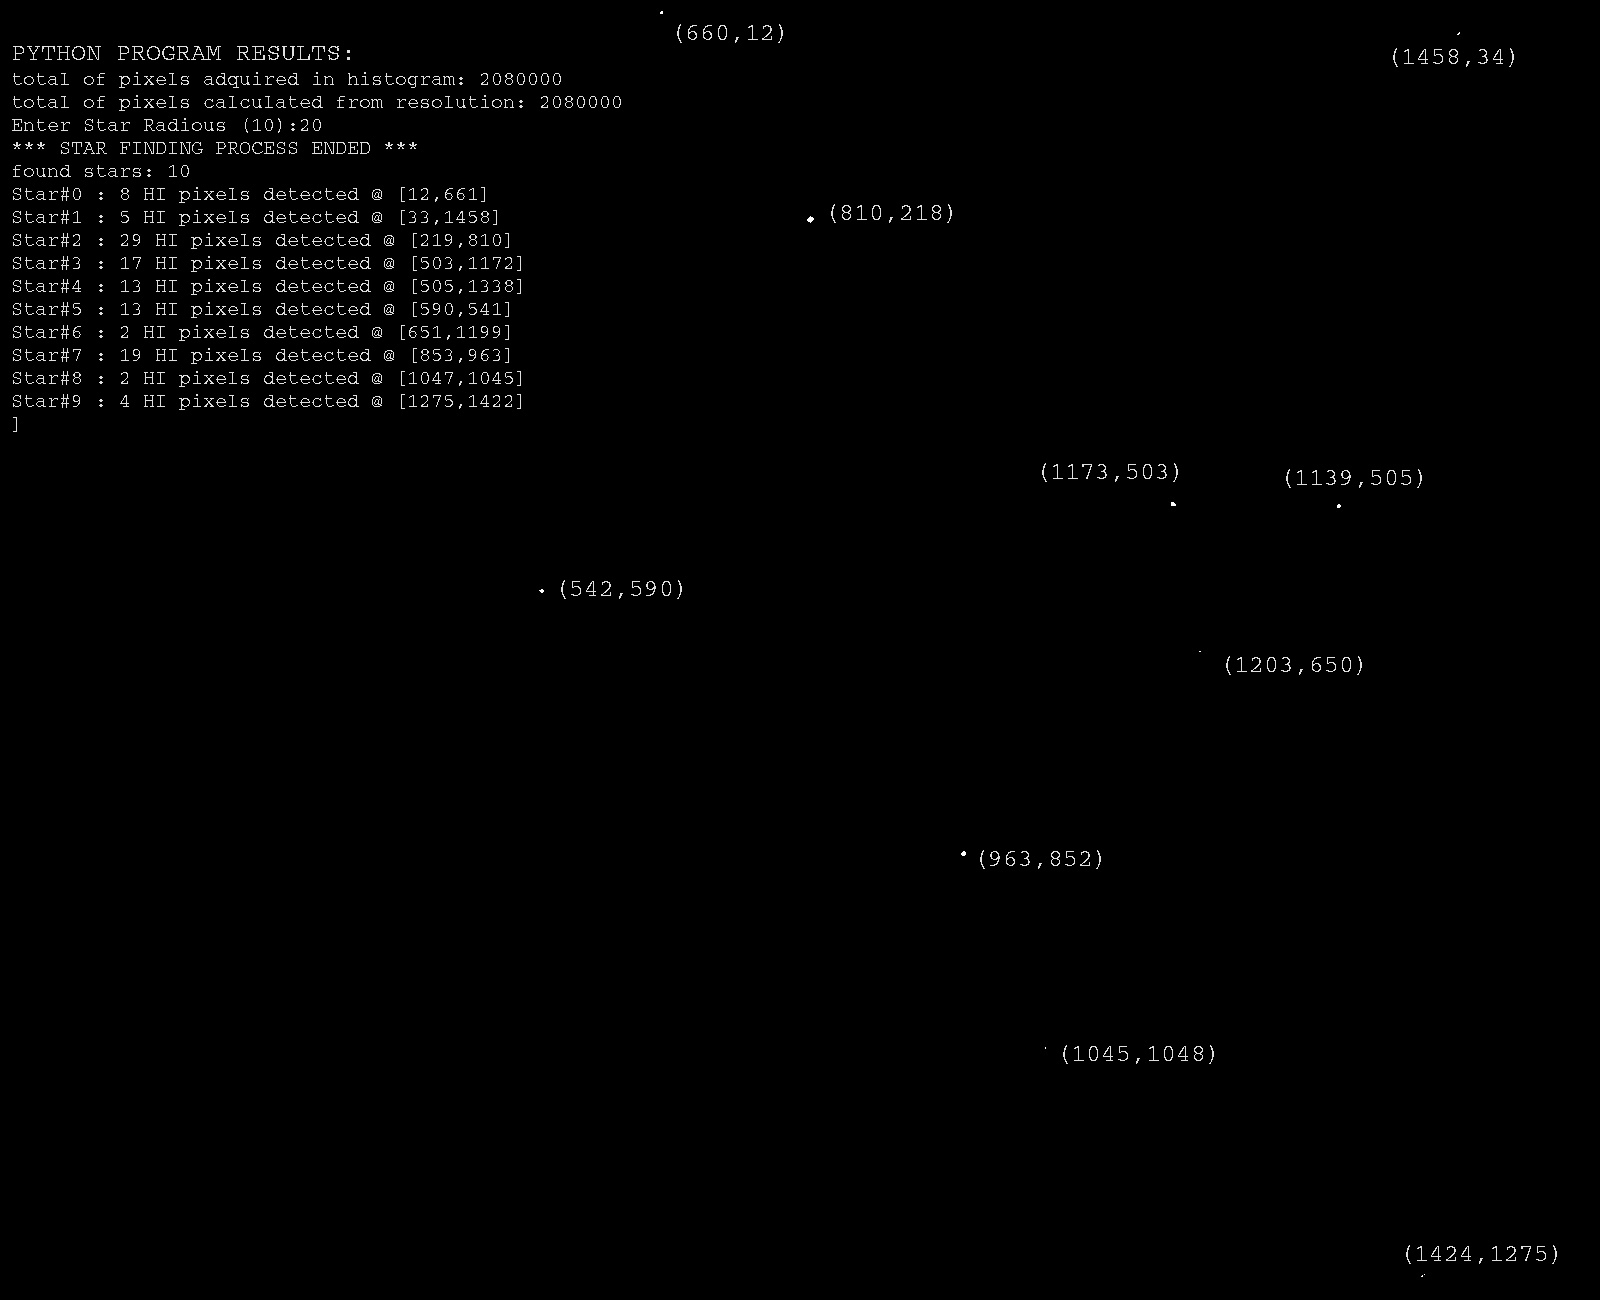 (660,12)
(1458,34)
PYTHON PROGRAM RESULTS:
total of pixels adquired in histogram: 2080000
total of pixels calculated from resolution: 2080000
Enter Star Radious (10):20
*** STAR FINDING PROCESS ENDED ***
found stars: 10
Star#0 : 8 HI pixels detected @ [12,661]
Star#1 : 5 HI pixels detected @ [33,1458]
Star#2 : 29 HI pixels detected @ [219,810]
Star#3 : 17 HI pixels detected @ [503,1172]
Star#4 : 13 HI pixels detected @ [505,1338]
Star#5 : 13 HI pixels detected @ [590,541]
Star#6 : 2 HI pixels detected @ [651,1199]
Star#7 : 19 HI pixels detected @ [853,963]
Star#8 : 2 HI pixels detected @ [1047,1045]
Star#9 : 4 HI pixels detected @ [1275,1422]
]
(810,218)
(1173,503)
(1139,505)
(542,590)
(1203,650)
(963,852)
(1045,1048)
(1424,1275)